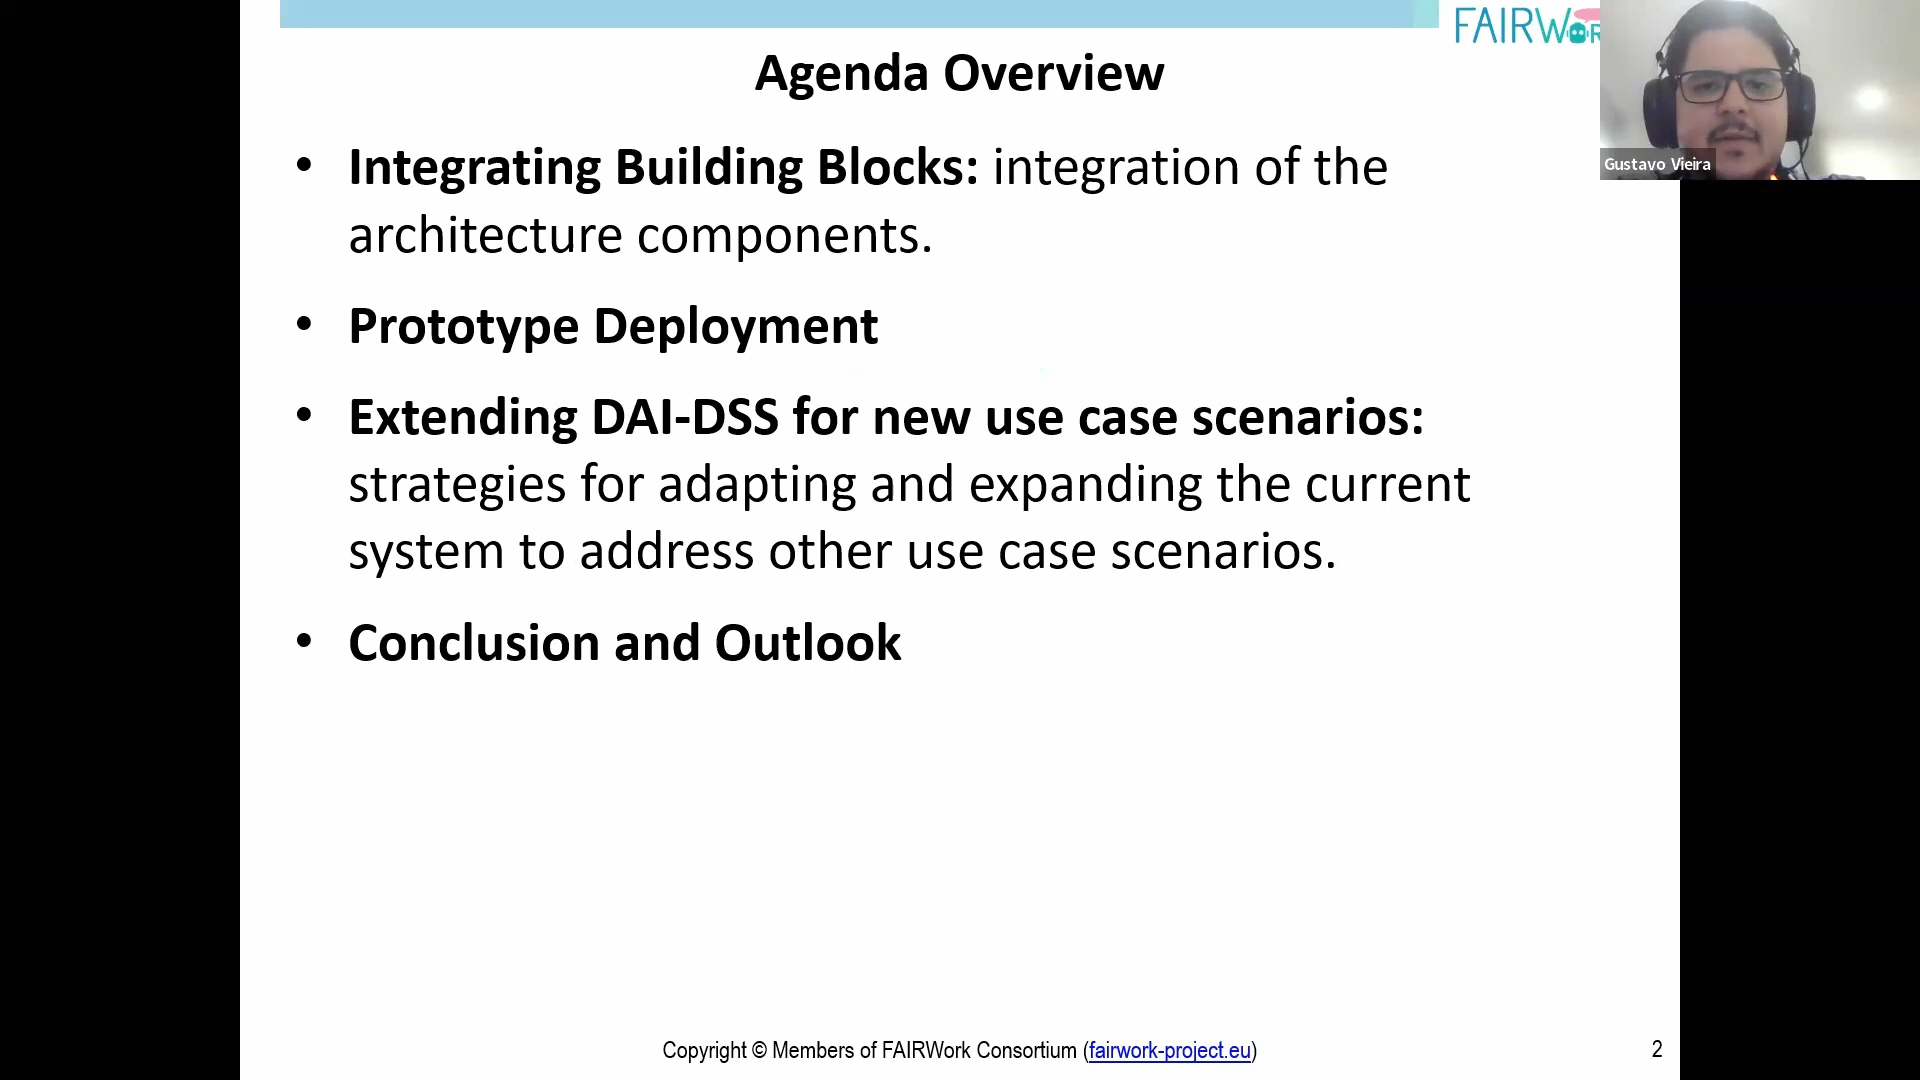 FAIRWOR
Agenda Overview
Gustavo Vieira
• Integrating Building Blocks: integration of the
architecture components.
• Prototype Deployment
• Extending DAI-DSS for new use case scenarios:
strategies for adapting and expanding the current
system to address other use case scenarios.
• Conclusion and Outlook
Copyright © Members of FAIRWork Consortium (fairwork-project.eu)
2